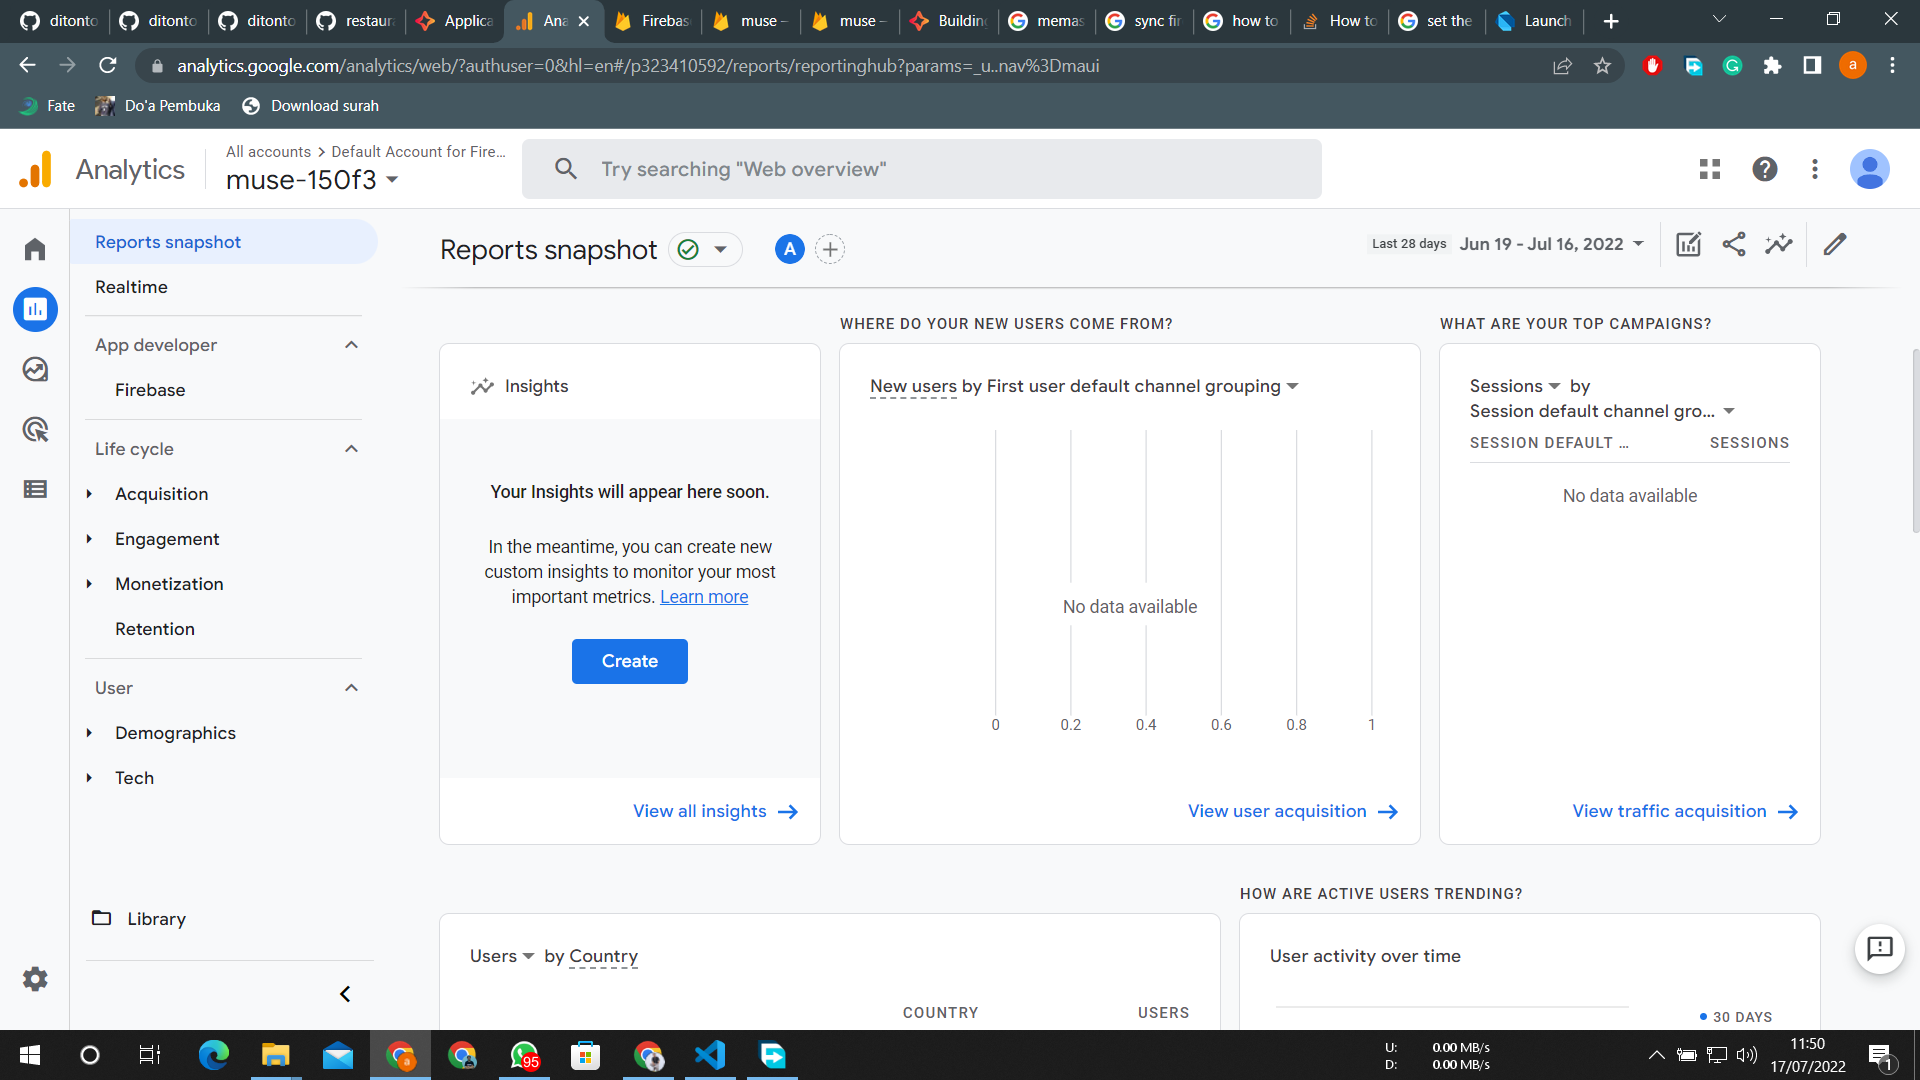 ditonto
ditonto
ditonto
restaura
Applica
Ana
Firebas
muse –
muse –
Building
memas
sync fir
how to
How to
set the
Launch
analytics.google.com/analytics/web/?authuser=0&hl=en#/p323410592/reports/reportinghub?params=_u..nav%3Dmaui
a
Fate
Do'a Pembuka
Download surah
Analytics
All accounts > Default Account for Fire...
muse-150f3
Try searching "Web overview"
Reports snapshot
Realtime
App developer
Firebase
Life cycle
Acquisition
Engagement
Monetization
Retention
User
Demographics
Tech
Library
Reports snapshot
A
Last 28 days
Jun 19 - Jul 16, 2022
Insights
Your Insights will appear here soon.
In the meantime, you can create new
custom insights to monitor your most
important metrics. Learn more
Create
View all insights
WHERE DO YOUR NEW USERS COME FROM?
New users by First user default channel grouping
No data available
0 0.2 0.4 0.6 0.8 1
View user acquisition
WHAT ARE YOUR TOP CAMPAIGNS?
Sessions by
Session default channel gro...
SESSION DEFAULT ... SESSIONS
No data available
View traffic acquisition
Users by Country
COUNTRY USERS
HOW ARE ACTIVE USERS TRENDING?
User activity over time
30 DAYS
a
95
U: 0.00 MB/s
D: 0.00 MB/s
11:50
17/07/2022
1